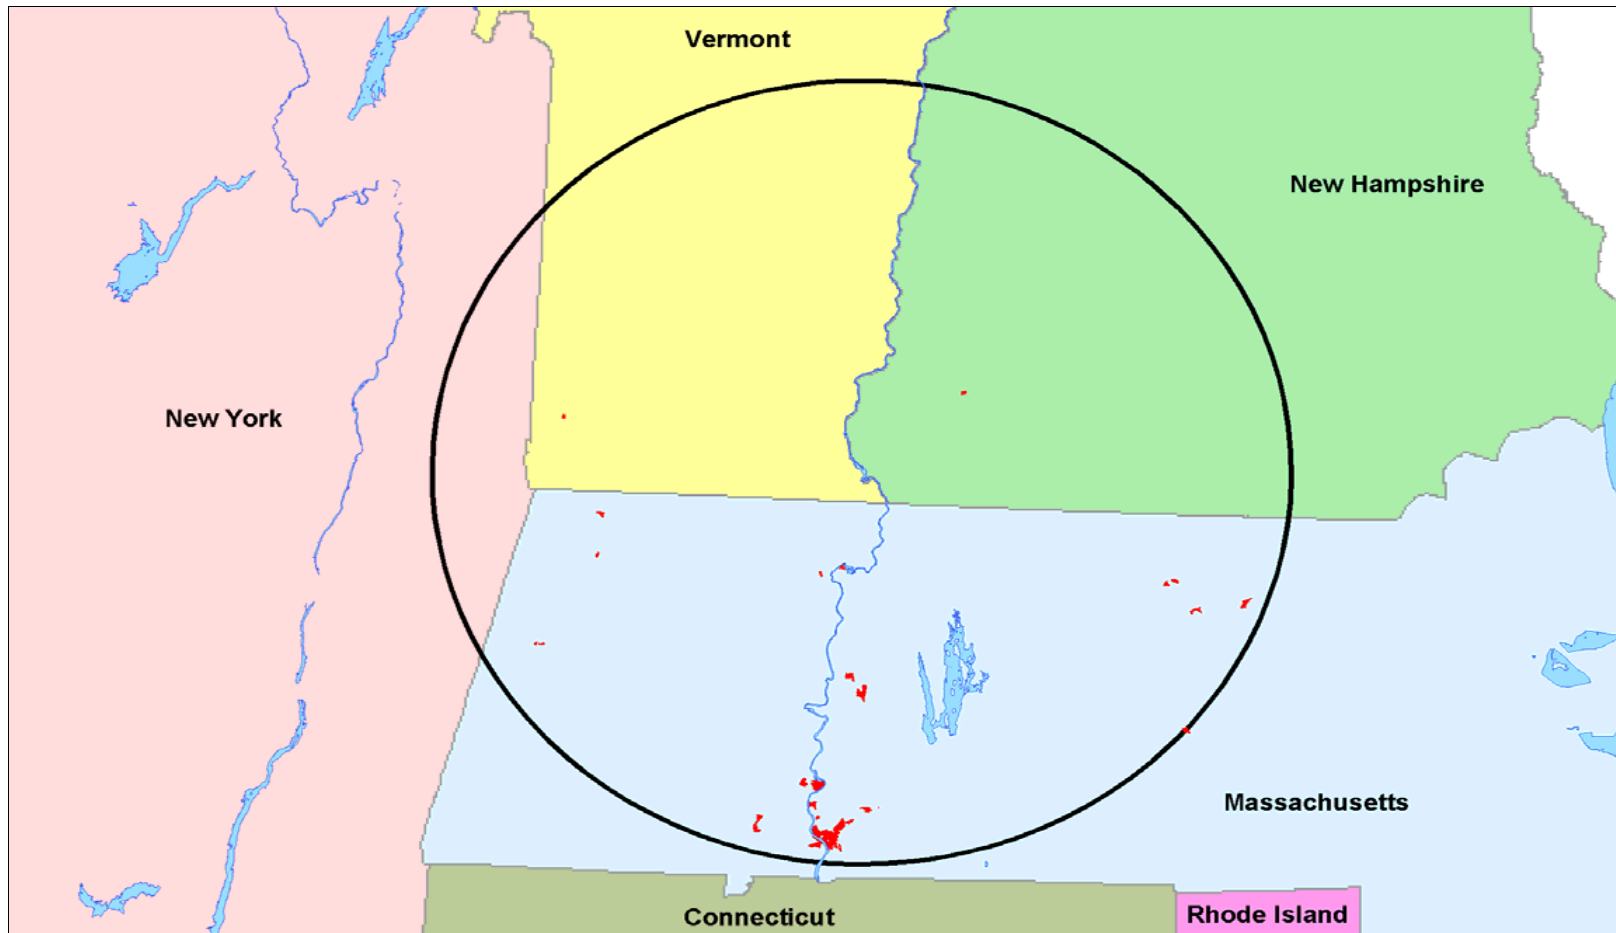 Vermont
New Hampshire
New York
Massachusetts
Connecticut
Rhode Island